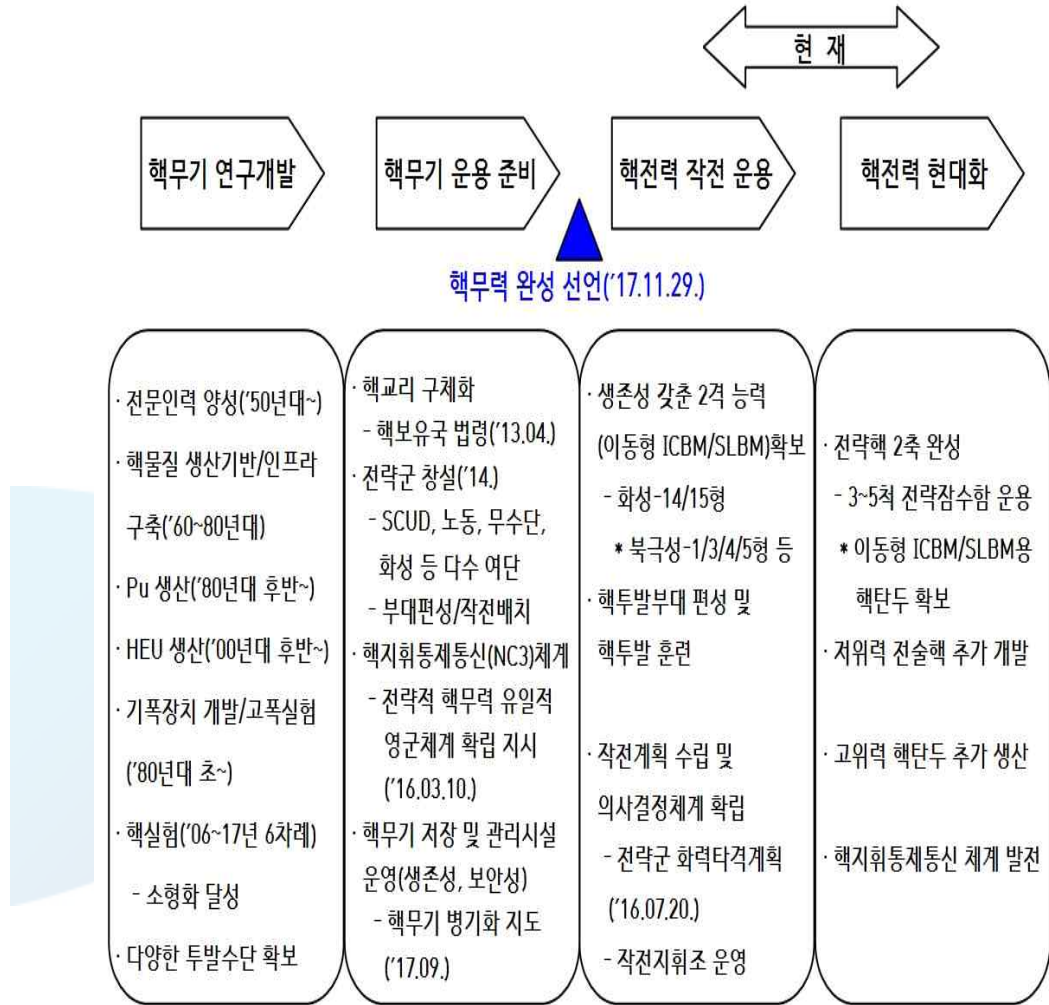 현 재
핵무기 연구개발
핵무기 운용 준비
핵전력 작전 운용
핵전력 현대화
핵무력 완성 선언('17.11.29.)
· 전문인력 양성('50년대~)
· 핵물질 생산기반/인프라
구축('60~80년대)
· Pu 생산('80년대 후반~)
· HEU 생산('00년대 후반~)
· 기폭장치 개발/고폭실험
('80년대 초~)
· 핵실험('06~17년 6차례)
- 소형화 달성
· 다양한 투발수단 확보
· 핵교리 구체화
- 핵보유국 법령('13.04.)
· 전략군 창설('14.)
- SCUD, 노동, 무수단,
화성 등 다수 여단
- 부대편성/작전배치
· 핵지휘통제통신(NC3)체계
- 전략적 핵무력 유일적
영군체계 확립 지시
('16.03.10.)
· 핵무기 저장 및 관리시설
운영(생존성, 보안성)
- 핵무기 병기화 지도
('17.09.)
· 생존성 갖춘 2격 능력
(이동형 ICBM/SLBM)확보
- 화성-14/15형
* 북극성-1/3/4/5형 등
· 핵투발부대 편성 및
핵투발 훈련
· 작전계획 수립 및
의사결정체계 확립
- 전략군 화력타격계획
('16.07.20.)
- 작전지휘조 운영
· 전략핵 2축 완성
- 3~5척 전략잠수함 운용
* 이동형 ICBM/SLBM용
핵탄두 확보
· 저위력 전술핵 추가 개발
· 고위력 핵탄두 추가 생산
· 핵지휘통제통신 체계 발전